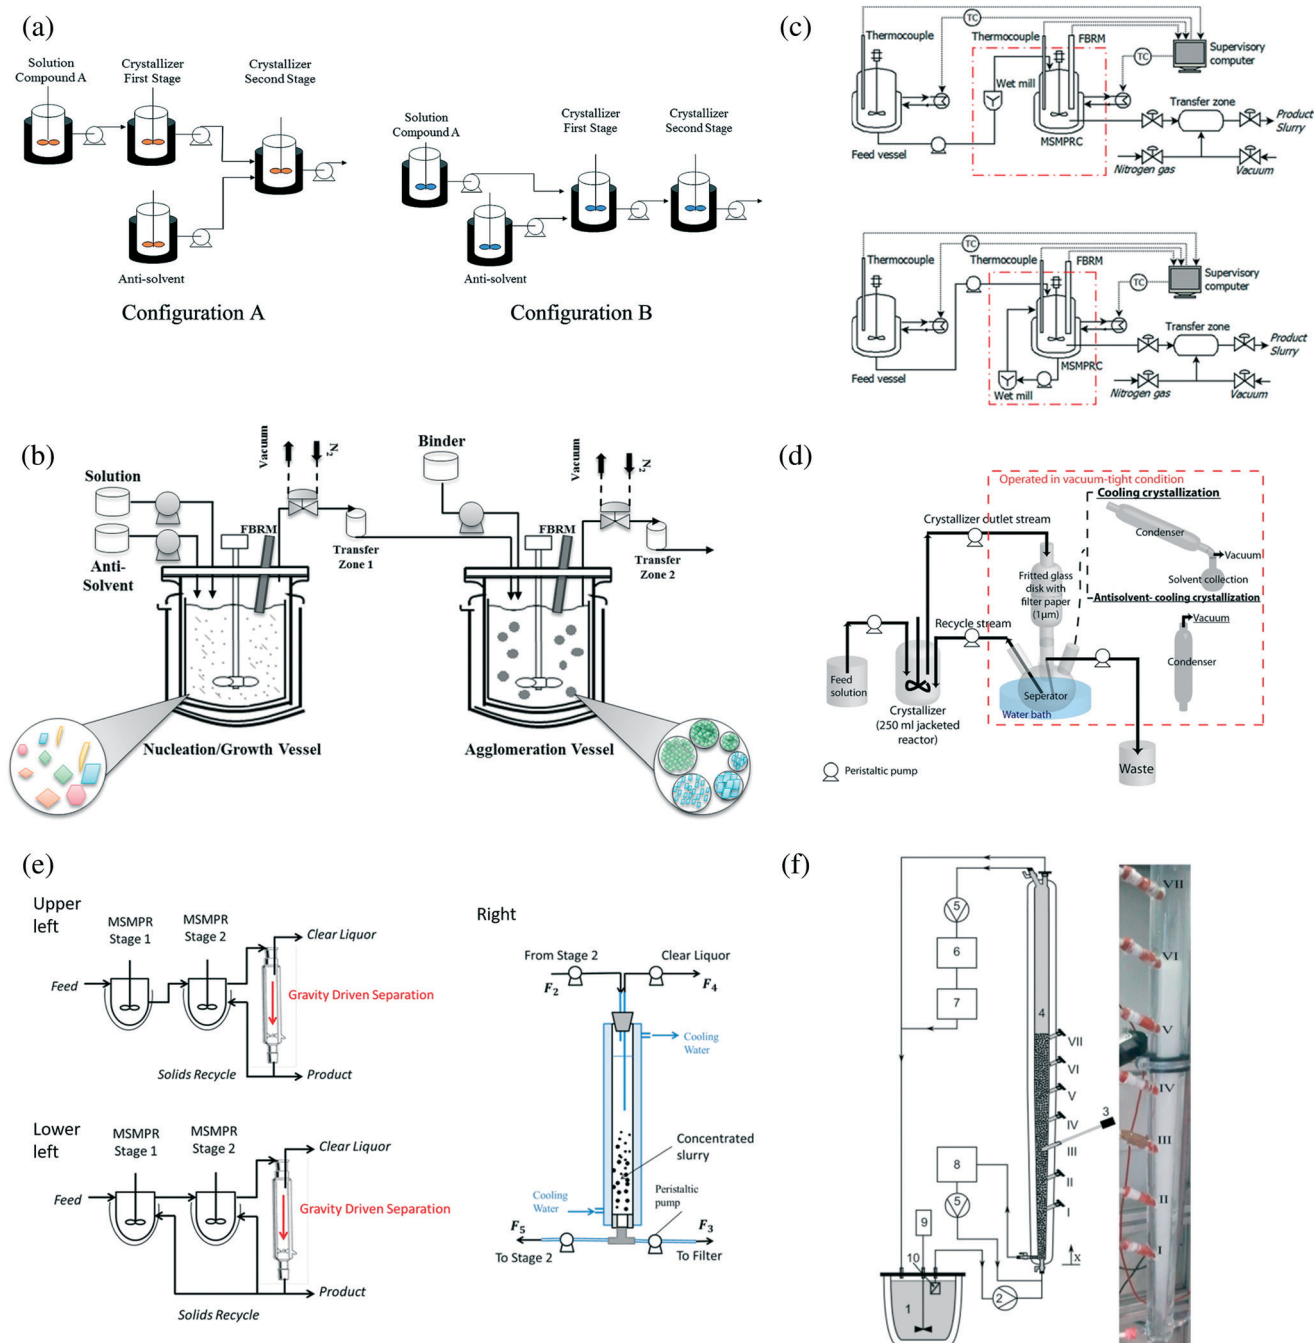 (a)
Solution
Compound A
Crystallizer
First Stage
Crystallizer
Second Stage
Anti-solvent
Configuration A
Solution
Compound A
Crystallizer
First Stage
Crystallizer
Second Stage
Anti-solvent
Configuration B
(b)
Solution
Anti-
Solvent
Vacuum
N2
FBRM
Transfer
Zone 1
Nucleation/Growth Vessel
Binder
Vacuum
N2
FBRM
Transfer
Zone 2
Agglomeration Vessel
(c)
TC
Thermocouple
Thermocouple
FBRM
Supervisory
computer
TC
Wet mill
Transfer zone
Product
Slurry
Feed vessel
MSMPRC
Nitrogen gas
Vacuum
TC
Thermocouple
Thermocouple
FBRM
Supervisory
computer
TC
Transfer zone
Product
Slurry
Feed vessel
MSMPRC
Wet mill
Nitrogen gas
Vacuum
(d)
Operated in vacuum-tight condition
Cooling crystallization
Crystallizer outlet stream
Condenser
Vacuum
Solvent collection
Fritted glass
disk with
filter paper
(1μm)
Antisolvent- cooling crystallization
Vacuum
Recycle stream
Condenser
Feed
solution
Seperator
Water bath
Crystallizer
(250 ml jacketed
reactor)
Peristaltic pump
Waste
(e)
Upper
left
MSMPR
Stage 1
MSMPR
Stage 2
Clear Liquor
Feed
Gravity Driven Separation
Solids Recycle
Product
Lower
left
MSMPR
Stage 1
MSMPR
Stage 2
Clear Liquor
Feed
Gravity Driven Separation
Product
Solids Recycle
Right
From Stage 2
Clear Liquor
F2
F4
Cooling
Water
Concentrated
slurry
Cooling
Water
Peristaltic
pump
F5
F3
To Stage 2
To Filter
(f)
5
6
7
4
VII
VI
V
IV
3
III
8
II
5
I
9
x
10
1
2
VII
VI
V
IV
III
II
I